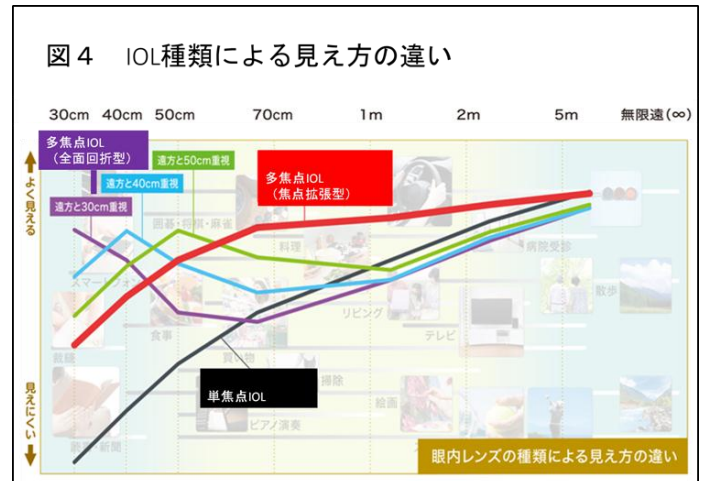 図４　IOL種類による見え方の違い
30cm 40cm 50cm 70cm 1m 2m 5m 無限遠(∞)
多焦点IOL
（全面回折型）
遠方と50cm重視
遠方と40cm重視
遠方と30cm重視
多焦点IOL
（焦点拡張型）
よく見える
囲碁・将棋・麻雀
料理
病院受診
スマートフォン
散歩
リビング
食事
テレビ
裁縫
買い物
掃除
単焦点IOL
絵画
見えにくい
ピアノ演奏
新聞
眼内レンズの種類による見え方の違い